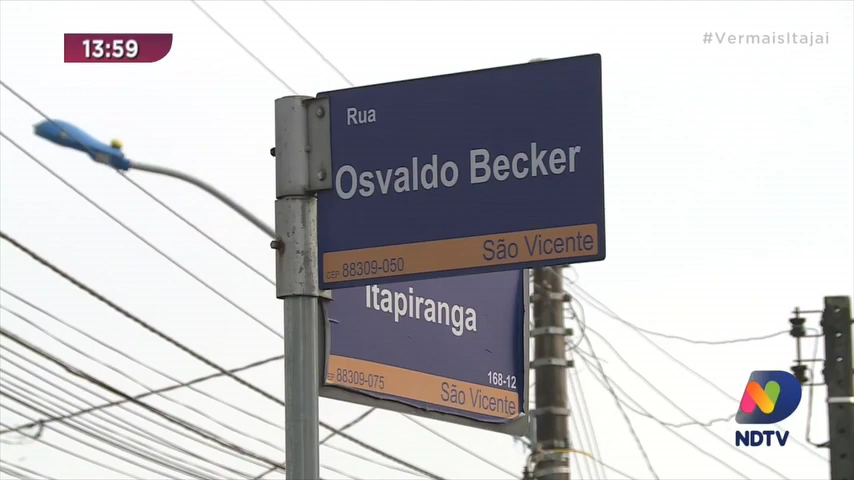 13:59
#VermaisItajai
Rua
Osvaldo Becker
CEP 88309-050 São Vicente
Itapiranga
168-12
88309-075 São Vicente
NDTV